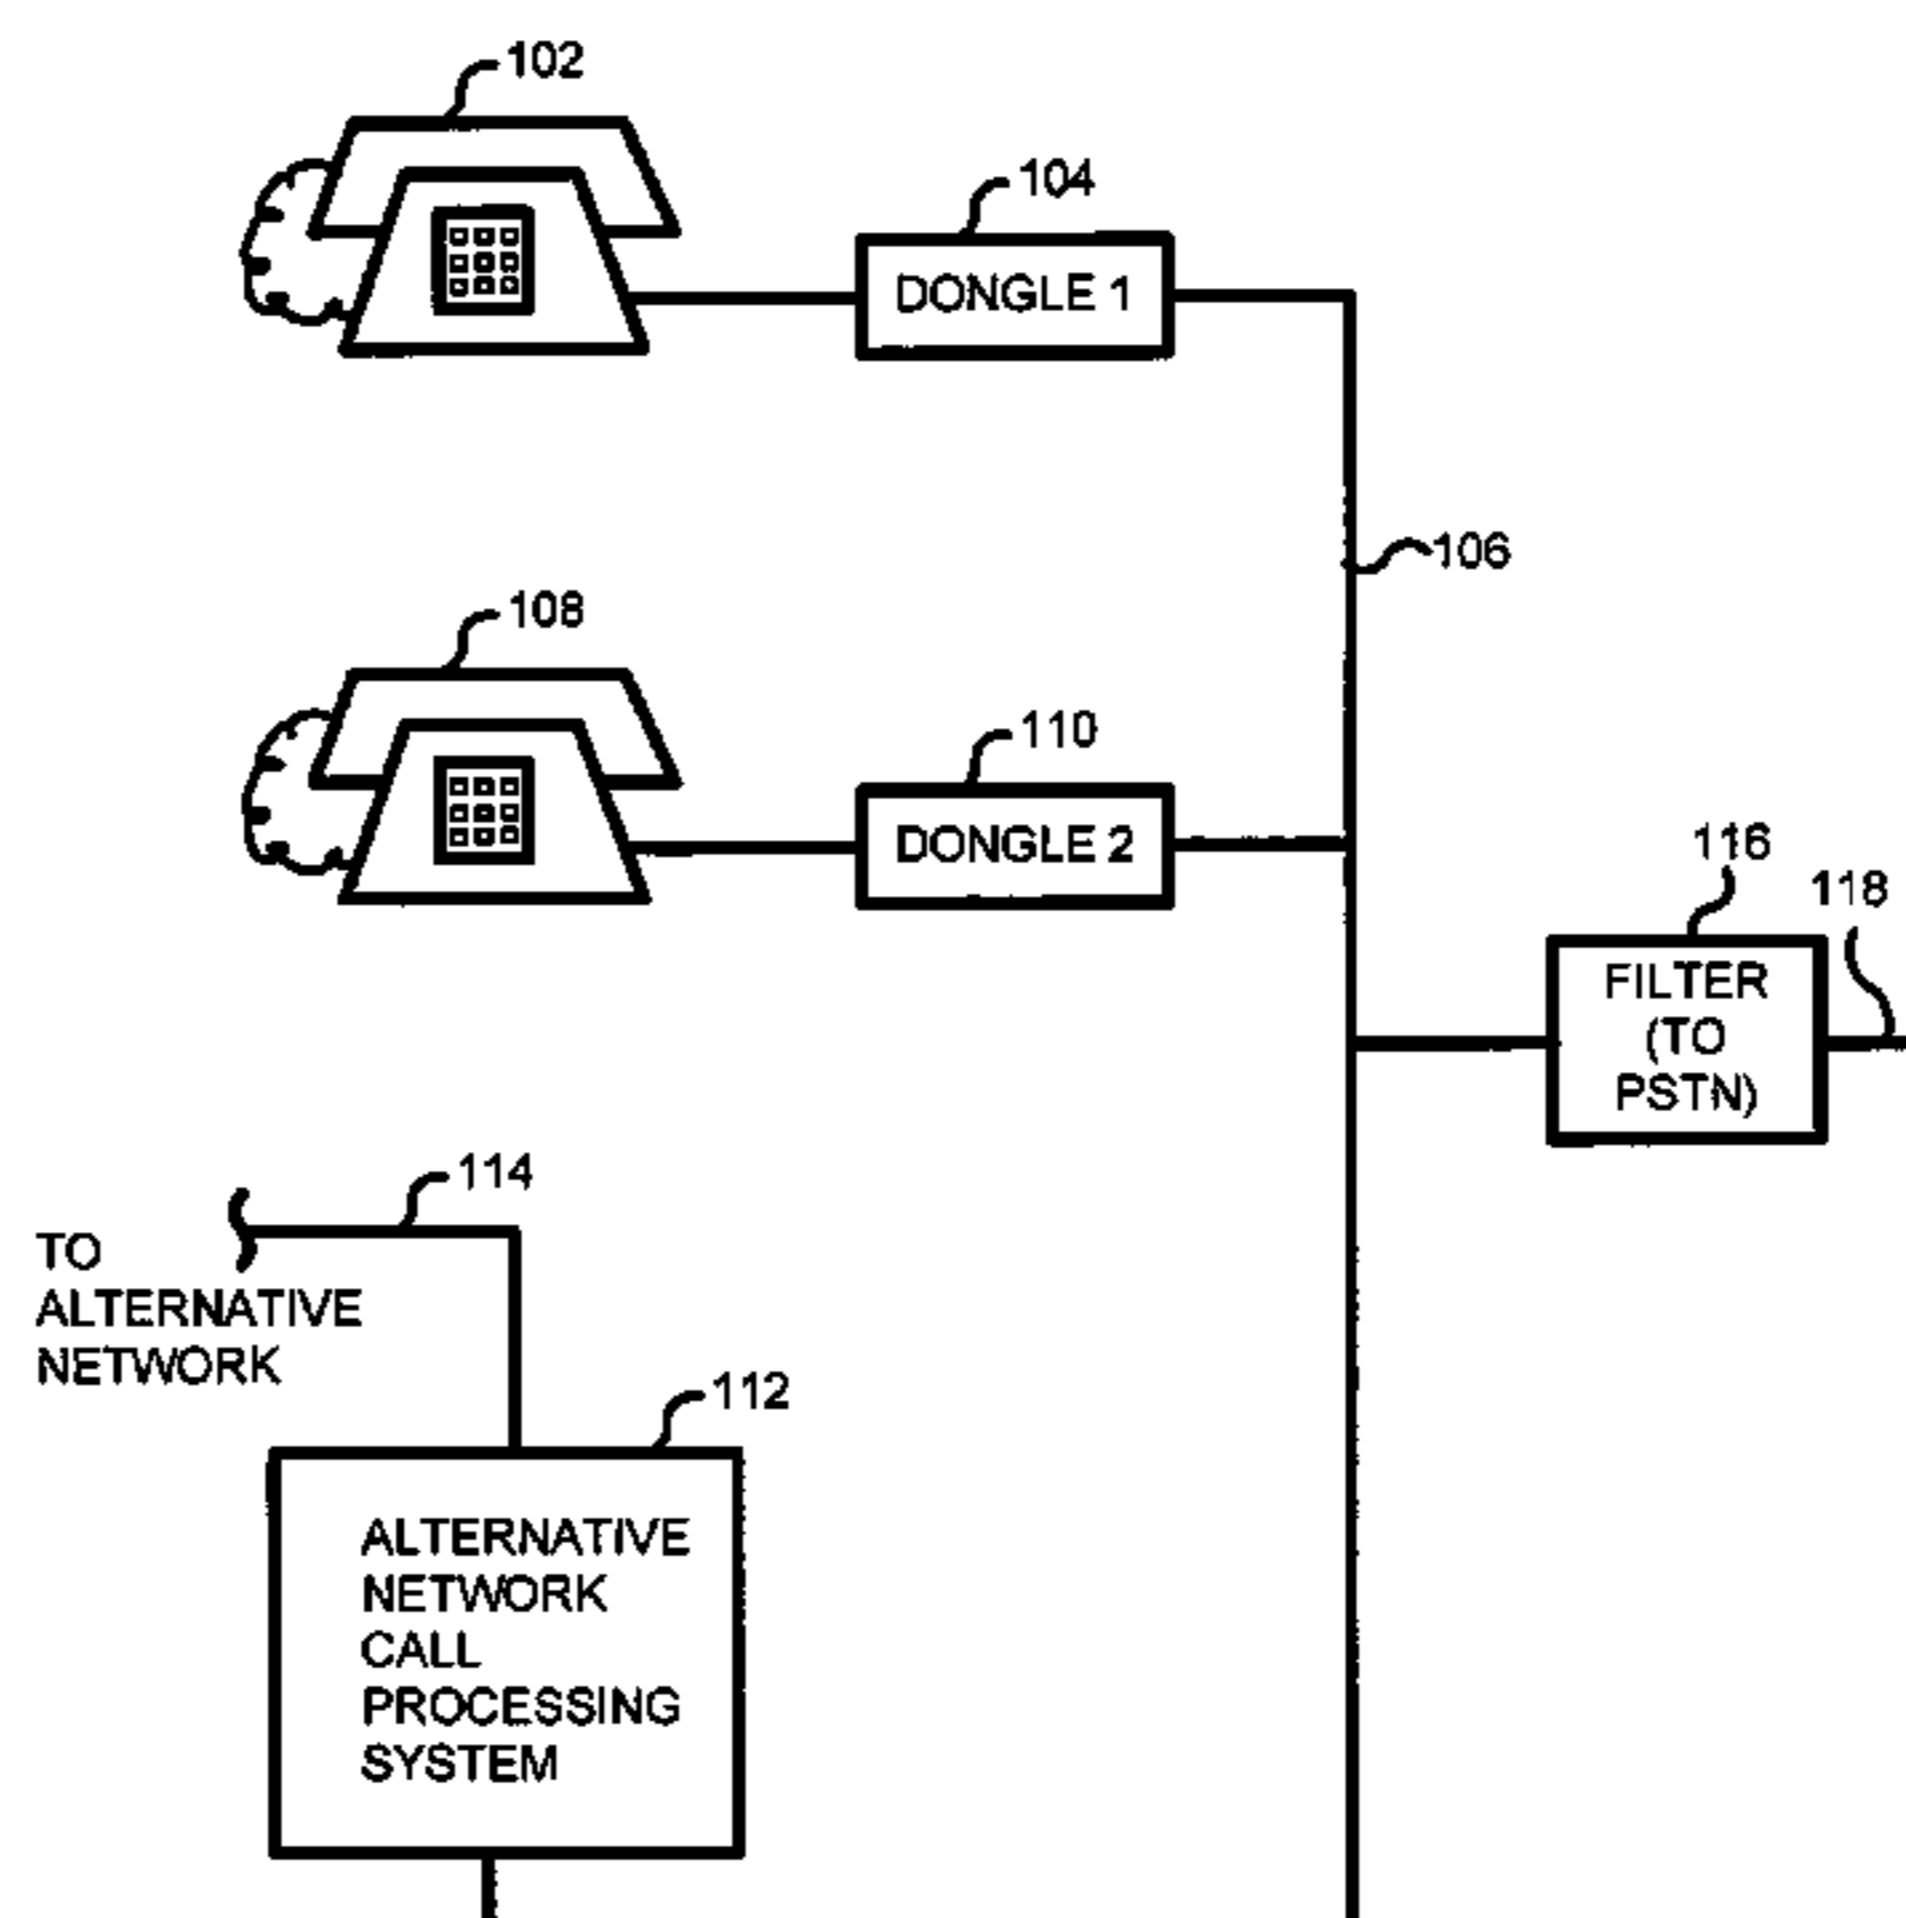 102
104
DONGLE 1
106
108
110
DONGLE 2
116
118
FILTER
(TO
PSTN)
114
TO
ALTERNATIVE
NETWORK
112
ALTERNATIVE
NETWORK
CALL
PROCESSING
SYSTEM